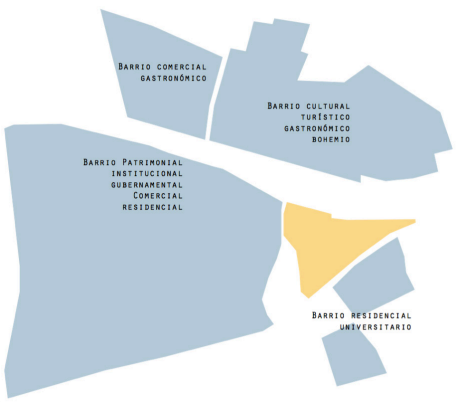 Barrio comercial
gastronómico
Barrio cultural
turístico
gastronómico
bohemio
Barrio Patrimonial
institucional
gubernamental
Comercial
residencial
Barrio residencial
universitario